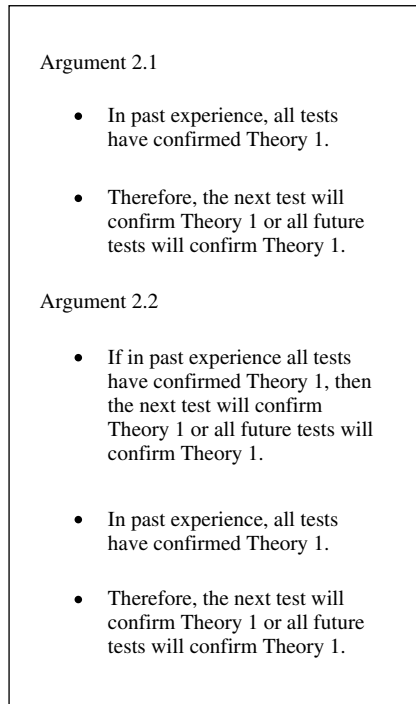 Argument 2.1
• In past experience, all tests
have confirmed Theory 1.
• Therefore, the next test will
confirm Theory 1 or all future
tests will confirm Theory 1.
Argument 2.2
• If in past experience all tests
have confirmed Theory 1, then
the next test will confirm
Theory 1 or all future tests will
confirm Theory 1.
• In past experience, all tests
have confirmed Theory 1.
• Therefore, the next test will
confirm Theory 1 or all future
tests will confirm Theory 1.